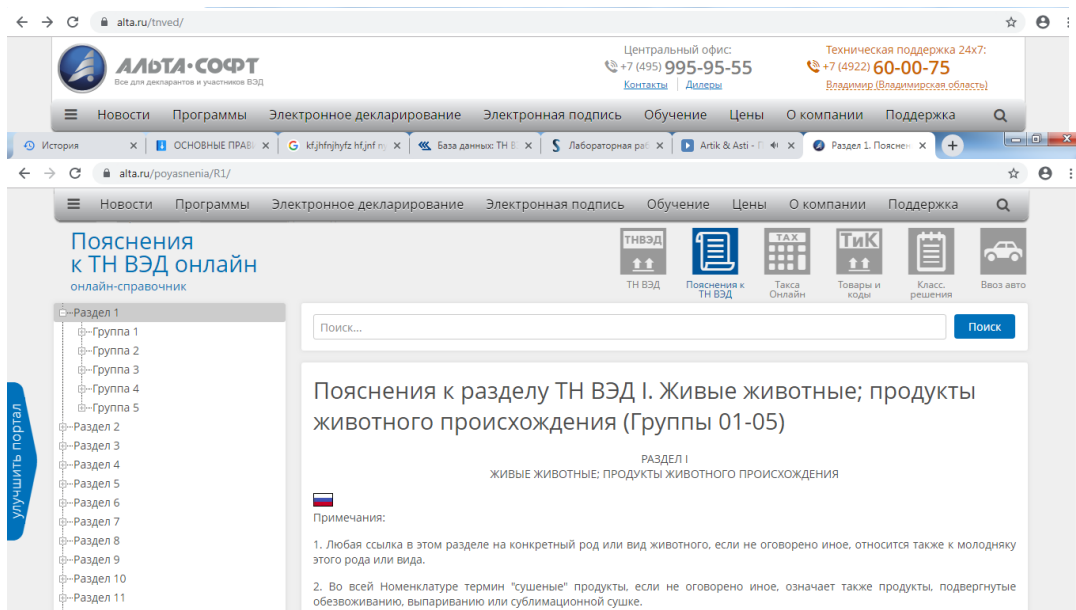 alta.ru/tnved/
АЛЬТА·СОФТ
Все для декларантов и участников ВЭД
Центральный офис:
+7 (495) 995-95-55
Контакты Дилеры
Техническая поддержка 24x7:
+7 (4922) 60-00-75
Владимир (Владимирская область)
Новости Программы Электронное декларирование Электронная подпись Обучение Цены О компании Поддержка
История ОСНОВНЫЕ ПРАВИ kf,jhfnjhyfz hf,jnf База данных: ТН В Лабораторная раб Artik & Asti - Раздел 1. Пояснен
alta.ru/poyasnenia/R1/
Новости Программы Электронное декларирование Электронная подпись Обучение Цены О компании Поддержка
Пояснения
к ТН ВЭД онлайн
онлайн-справочник
ТНВЭД
ТН ВЭД
Пояснения к
ТН ВЭД
TAX
Такса
Онлайн
ТиК
Товары и
коды
Класс.
решения
Ввоз авто
Раздел 1
Группа 1
Группа 2
Группа 3
Группа 4
Группа 5
Раздел 2
Раздел 3
Раздел 4
Раздел 5
Раздел 6
Раздел 7
Раздел 8
Раздел 9
Раздел 10
Раздел 11
улучшить портал
Поиск...
Поиск
Пояснения к разделу ТН ВЭД I. Живые животные; продукты
животного происхождения (Группы 01-05)
РАЗДЕЛ I
ЖИВЫЕ ЖИВОТНЫЕ; ПРОДУКТЫ ЖИВОТНОГО ПРОИСХОЖДЕНИЯ
Примечания:
1. Любая ссылка в этом разделе на конкретный род или вид животного, если не оговорено иное, относится также к молодняку
этого рода или вида.
2. Во всей Номенклатуре термин "сушеные" продукты, если не оговорено иное, означает также продукты, подвергнутые
обезвоживанию, выпариванию или сублимационной сушке.